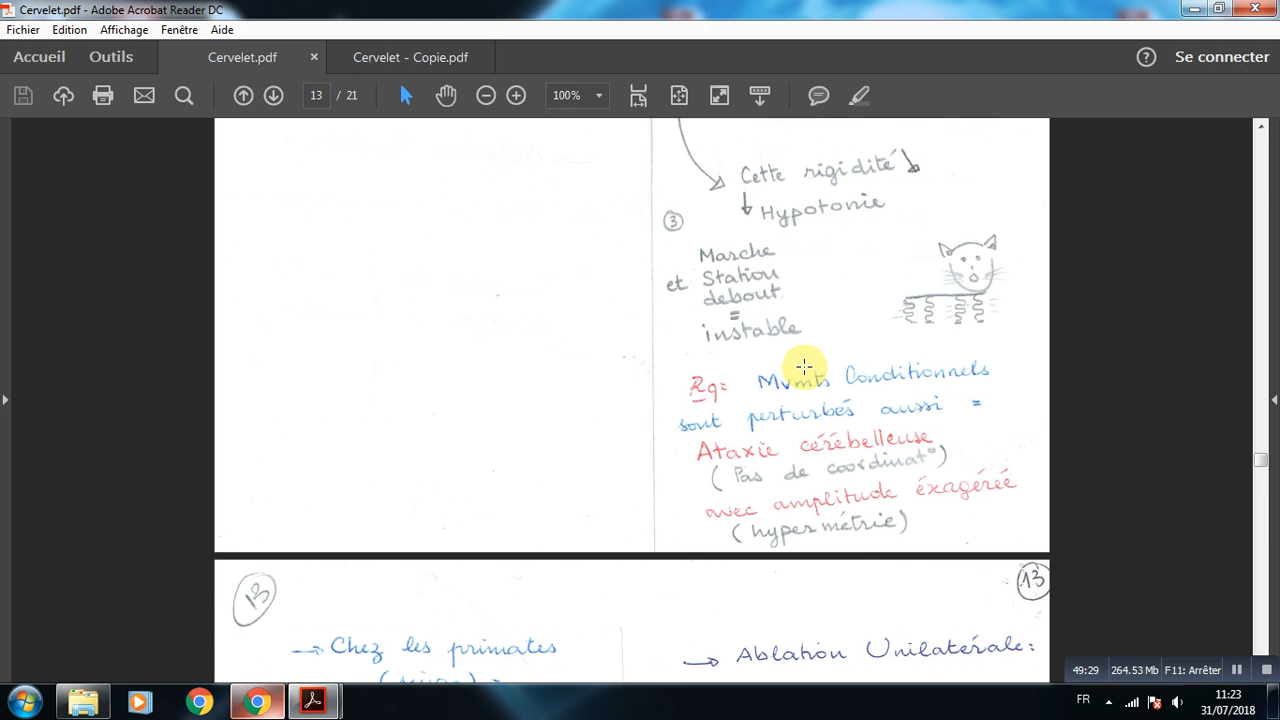 Cervelet.pdf - Adobe Acrobat Reader DC
Fichier Edition Affichage Fenêtre Aide
Accueil Outils Cervelet.pdf × Cervelet - Copie.pdf ? Se connecter
13 / 21 100%
Cette rigidité ↘
↓ Hypotonie
③
Marche
et Station
debout
=
instable
Rq: Mvmts Conditionnels
sont perturbés aussi =
Ataxie cérébelleuse
(Pas de coordinat°)
avec amplitude éxagéréé
(hypermétrie)
13 13
→ Chez les primates → Ablation Unilatérale:
49:29 264.53 Mb F11: Arrêter
FR 11:23
31/07/2018